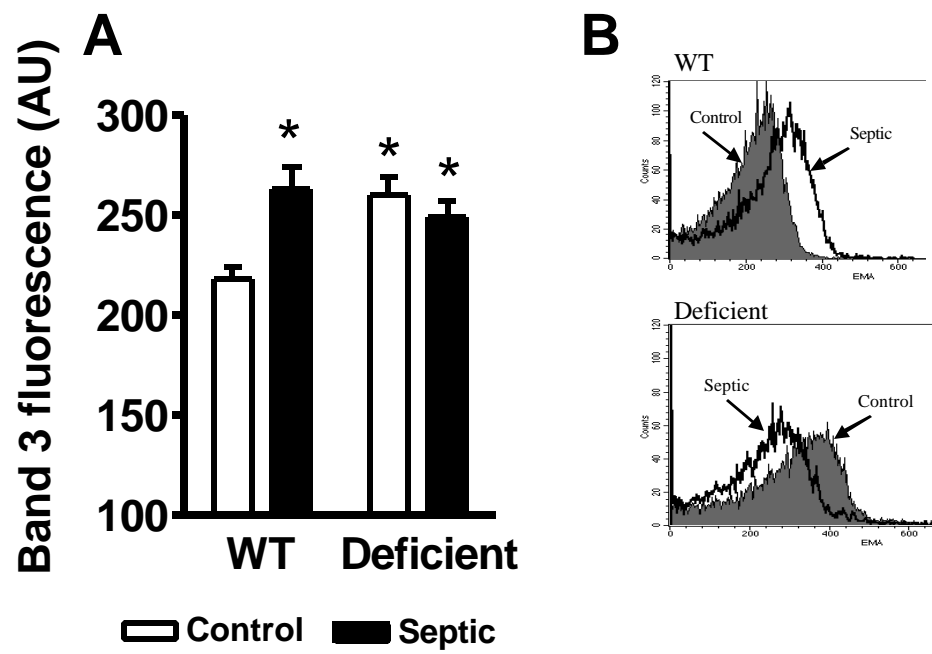 A
Band 3 fluorescence (AU)
300
250
200
150
100
*
*
*
WT
Deficient
Control
Septic
B
WT
Control
Septic
Counts
120
100
80
60
40
20
0
0
200
400
600
EMA
Deficient
Septic
Control
Counts
120
100
80
60
40
20
0
0
200
400
600
EMA